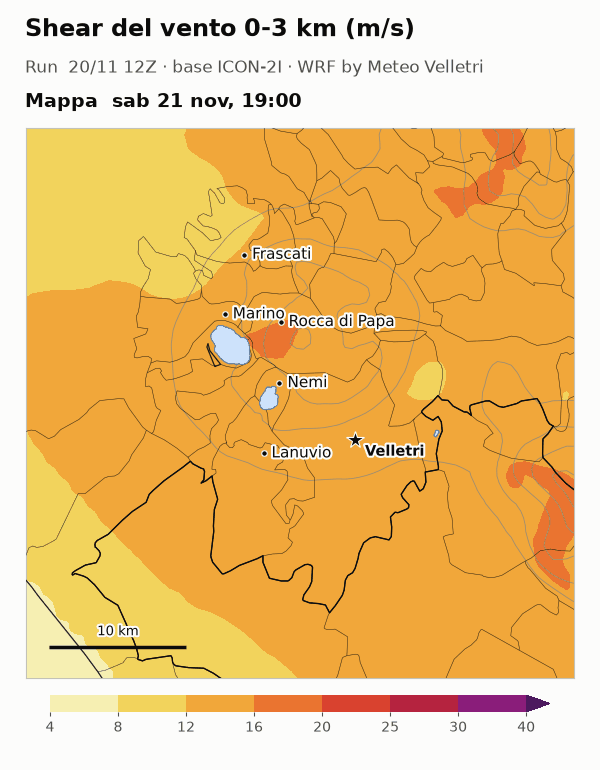 Shear del vento 0-3 km (m/s)
Run  20/11 12Z · base ICON-2I · WRF by Meteo Velletri
Mappa  sab 21 nov, 19:00
Frascati
Marino
Rocca di Papa
Nemi
Velletri
Lanuvio
10 km
4 8 12 16 20 25 30 40